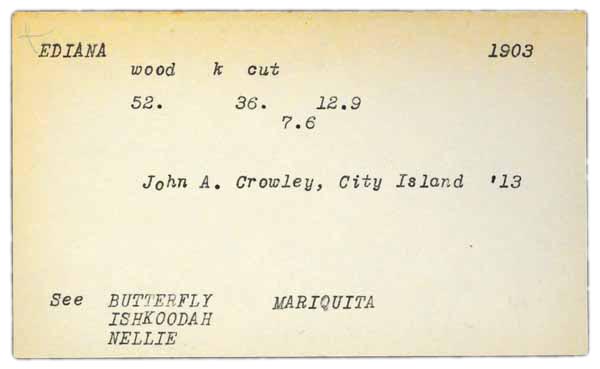 EDIANA 1903
wood k cut
52. 36. 12.9
7.6
John A. Crowley, City Island '13
See BUTTERFLY MARIQUITA
ISHKOODAH
NELLIE